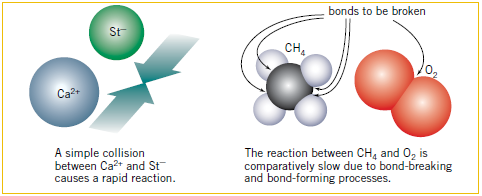 bonds to be broken
St⁻
CH₄
O₂
Ca²⁺
A simple collision
between Ca²⁺ and St⁻
causes a rapid reaction.
The reaction between CH₄ and O₂ is
comparatively slow due to bond-breaking
and bond-forming processes.